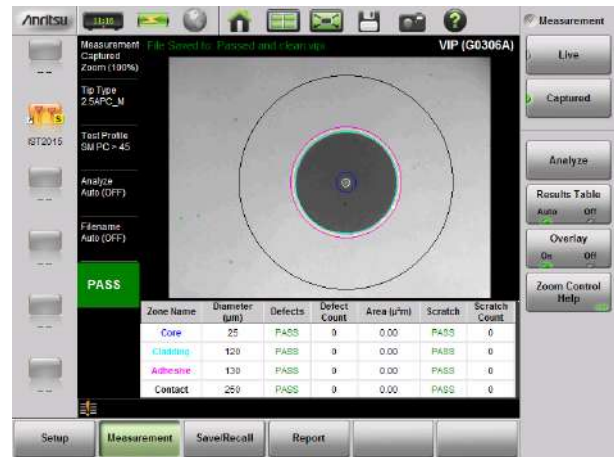 Anritsu
11:16
?
Measurement
Measurement
Captured
Zoom (100%)
File Saved to: Passed and clean.vipi
VIP (G0306A)
Live
Tip Type
2.5APC_M
Captured
IST2015
Test Profile
SM PC > 45
Analyze
Analyze
Auto (OFF)
Results Table
Auto Off
Filename
Auto (OFF)
Overlay
On Off
PASS
Zoom Control
Help
Zone Name Diameter (µm) Defects Defect Count Area (µ²m) Scratch Scratch Count
Core 25 PASS 0 0.00 PASS 0
Cladding 120 PASS 0 0.00 PASS 0
Adhesive 130 PASS 0 0.00 PASS 0
Contact 250 PASS 0 0.00 PASS 0
Setup Measurement Save/Recall Report